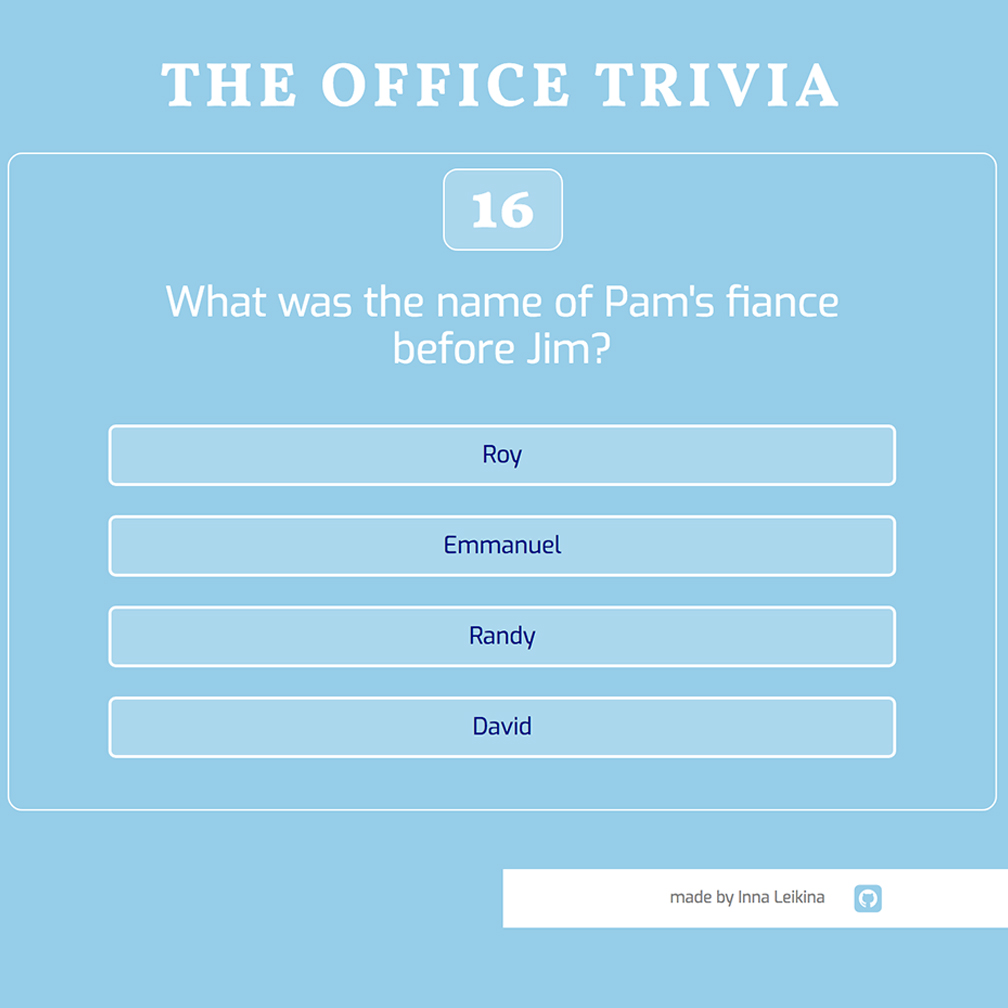 THE OFFICE TRIVIA
16
What was the name of Pam's fiance
before Jim?
Roy
Emmanuel
Randy
David
made by Inna Leikina